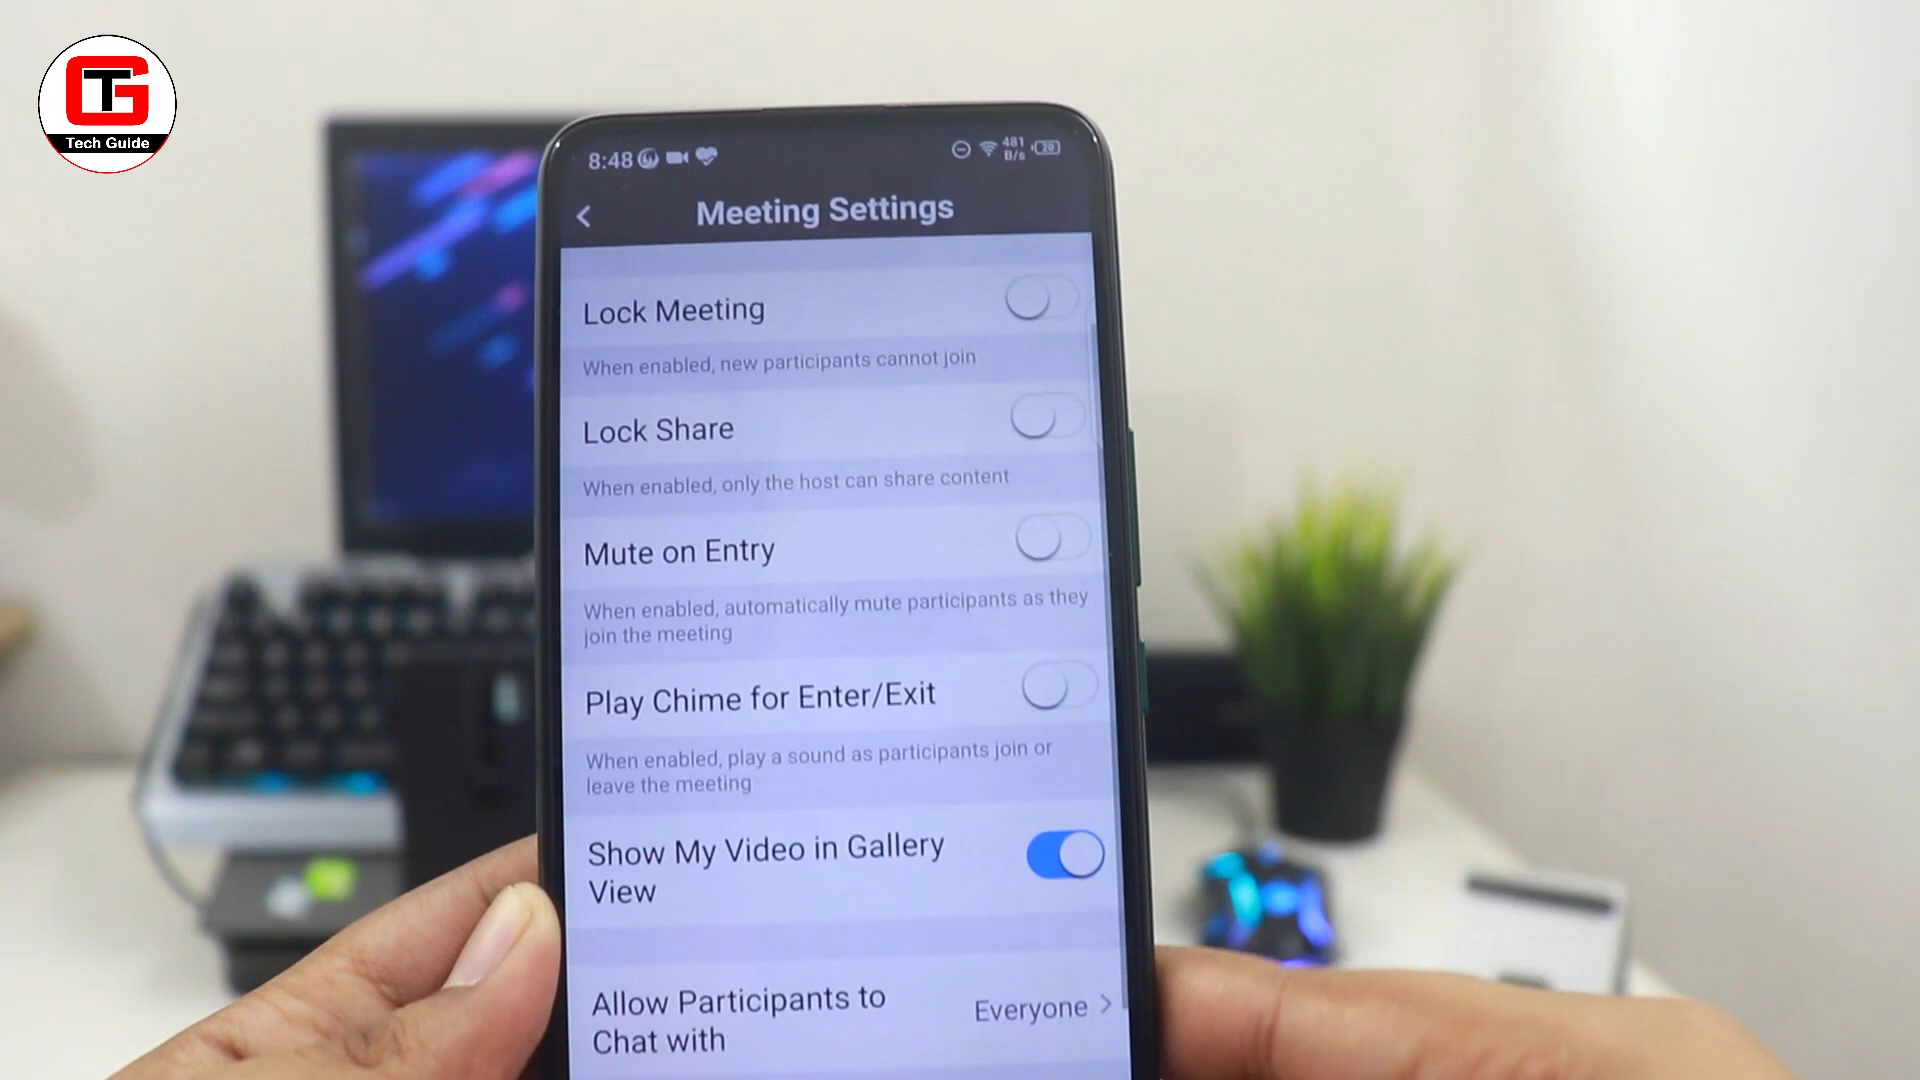 TG
Tech Guide
8:48
481
B/s
20
Meeting Settings
Lock Meeting
When enabled, new participants cannot join
Lock Share
When enabled, only the host can share content
Mute on Entry
When enabled, automatically mute participants as they
join the meeting
Play Chime for Enter/Exit
When enabled, play a sound as participants join or
leave the meeting
Show My Video in Gallery
View
Allow Participants to
Chat with
Everyone